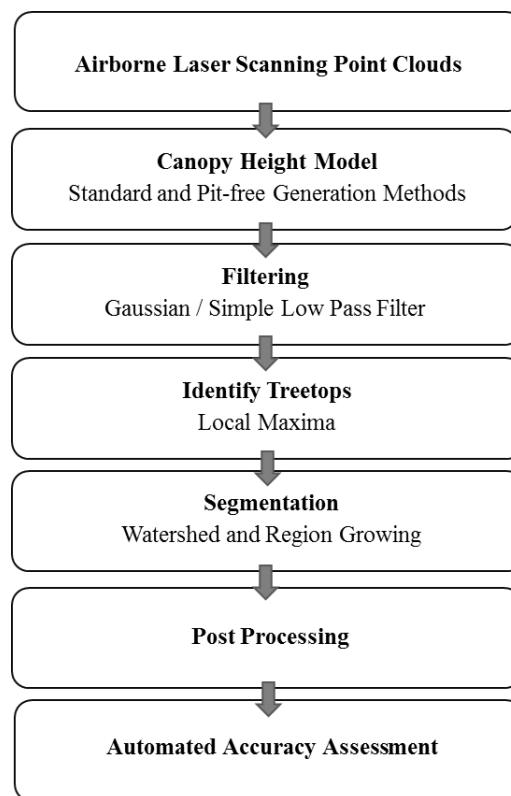 Airborne Laser Scanning Point Clouds
Canopy Height Model
Standard and Pit-free Generation Methods
Filtering
Gaussian / Simple Low Pass Filter
Identify Treetops
Local Maxima
Segmentation
Watershed and Region Growing
Post Processing
Automated Accuracy Assessment